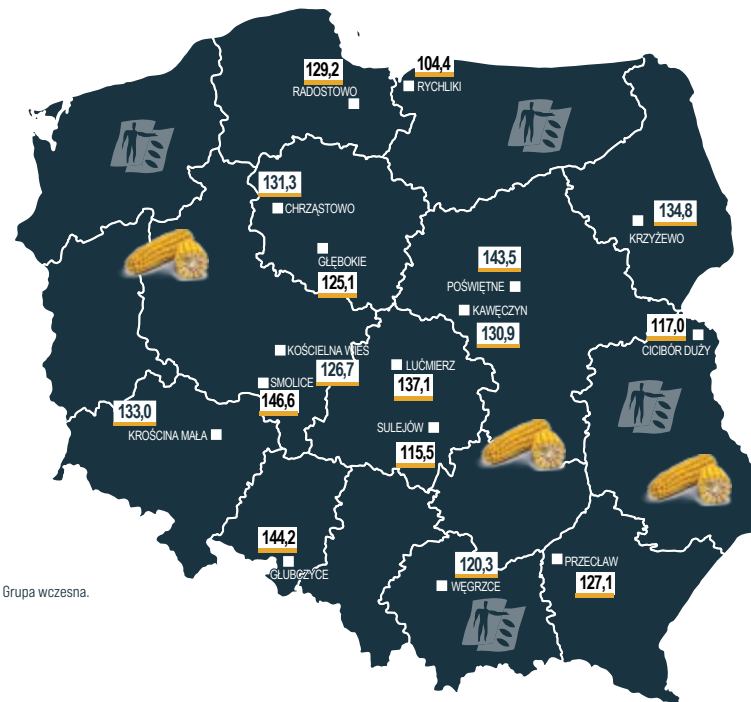 129,2
RADOSTOWO
104,4
RYCHLIKI
131,3
CHRZĄSTOWO
134,8
KRZYŻEWO
GŁĘBOKIE
125,1
143,5
POŚWIĘTNE
KAWĘCZYN
130,9
117,0
CICIBÓR DUŻY
KOŚCIELNA WIEŚ
126,7
LUĆMIERZ
137,1
SMOLICE
146,6
133,0
KROŚCINA MAŁA
SULEJÓW
115,5
144,2
GŁUBCZYCE
120,3
WĘGRZCE
PRZECŁAW
127,1
Grupa wczesna.